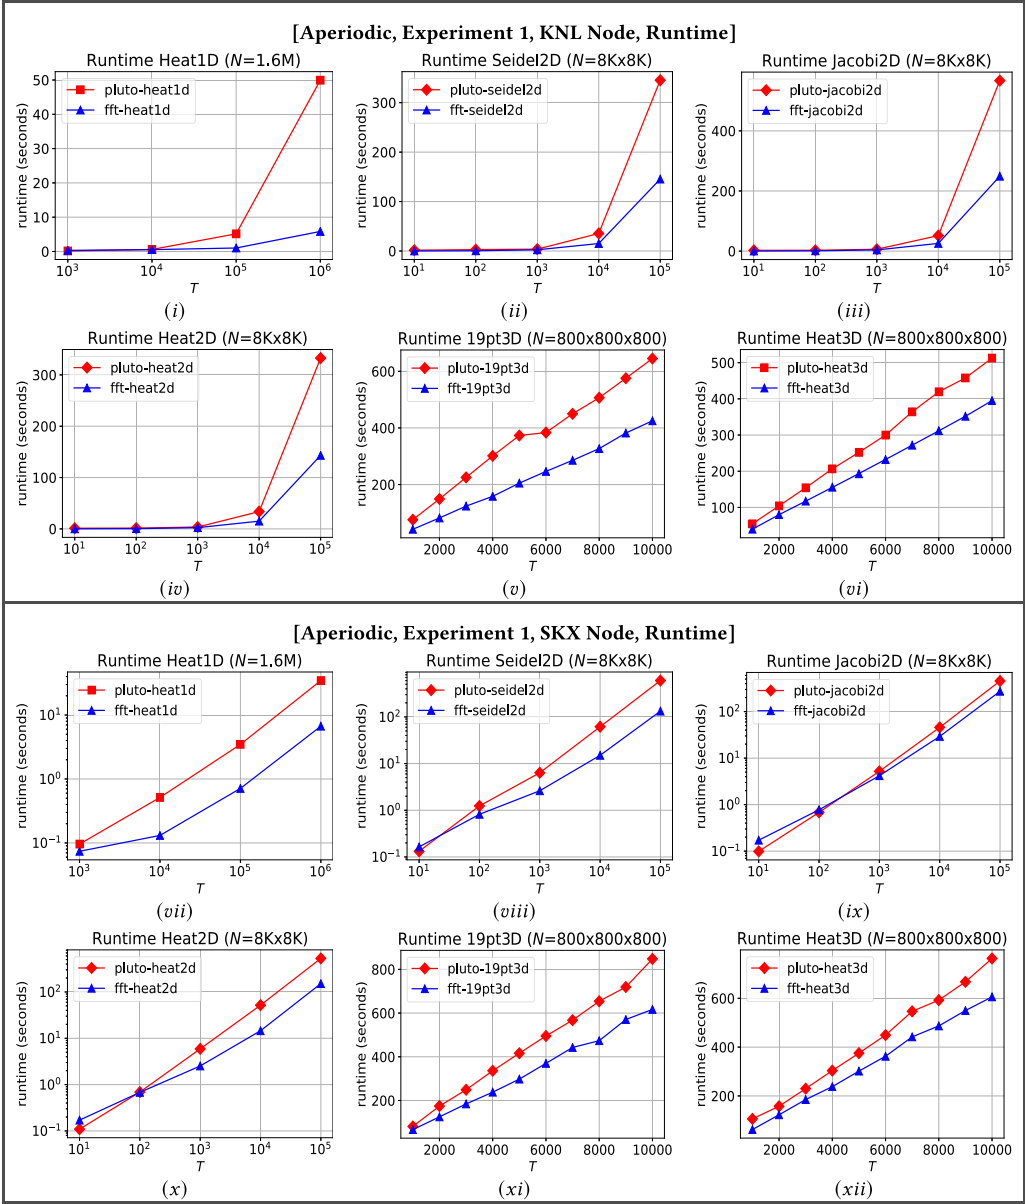 [Aperiodic, Experiment 1, KNL Node, Runtime]
Runtime Heat1D (N=1.6M)
pluto-heat1d
fft-heat1d
runtime (seconds)
50
40
30
20
10
0
10³ 10⁴ 10⁵ 10⁶
T
(i)
Runtime Seidel2D (N=8Kx8K)
pluto-seidel2d
fft-seidel2d
runtime (seconds)
300
200
100
0
10¹ 10² 10³ 10⁴ 10⁵
T
(ii)
Runtime Jacobi2D (N=8Kx8K)
pluto-jacobi2d
fft-jacobi2d
runtime (seconds)
400
200
0
10¹ 10² 10³ 10⁴ 10⁵
T
(iii)
Runtime Heat2D (N=8Kx8K)
pluto-heat2d
fft-heat2d
runtime (seconds)
300
200
100
0
10¹ 10² 10³ 10⁴ 10⁵
T
(iv)
Runtime 19pt3D (N=800x800x800)
pluto-19pt3d
fft-19pt3d
runtime (seconds)
600
400
200
2000 4000 6000 8000 10000
T
(v)
Runtime Heat3D (N=800x800x800)
pluto-heat3d
fft-heat3d
runtime (seconds)
500
400
300
200
100
2000 4000 6000 8000 10000
T
(vi)
[Aperiodic, Experiment 1, SKX Node, Runtime]
Runtime Heat1D (N=1.6M)
pluto-heat1d
fft-heat1d
runtime (seconds)
10¹
10⁰
10⁻¹
10³ 10⁴ 10⁵ 10⁶
T
(vii)
Runtime Seidel2D (N=8Kx8K)
pluto-seidel2d
fft-seidel2d
runtime (seconds)
10²
10¹
10⁰
10⁻¹
10¹ 10² 10³ 10⁴ 10⁵
T
(viii)
Runtime Jacobi2D (N=8Kx8K)
pluto-jacobi2d
fft-jacobi2d
runtime (seconds)
10²
10¹
10⁰
10⁻¹
10¹ 10² 10³ 10⁴ 10⁵
T
(ix)
Runtime Heat2D (N=8Kx8K)
pluto-heat2d
fft-heat2d
runtime (seconds)
10²
10¹
10⁰
10⁻¹
10¹ 10² 10³ 10⁴ 10⁵
T
(x)
Runtime 19pt3D (N=800x800x800)
pluto-19pt3d
fft-19pt3d
runtime (seconds)
800
600
400
200
2000 4000 6000 8000 10000
T
(xi)
Runtime Heat3D (N=800x800x800)
pluto-heat3d
fft-heat3d
runtime (seconds)
600
400
200
2000 4000 6000 8000 10000
T
(xii)